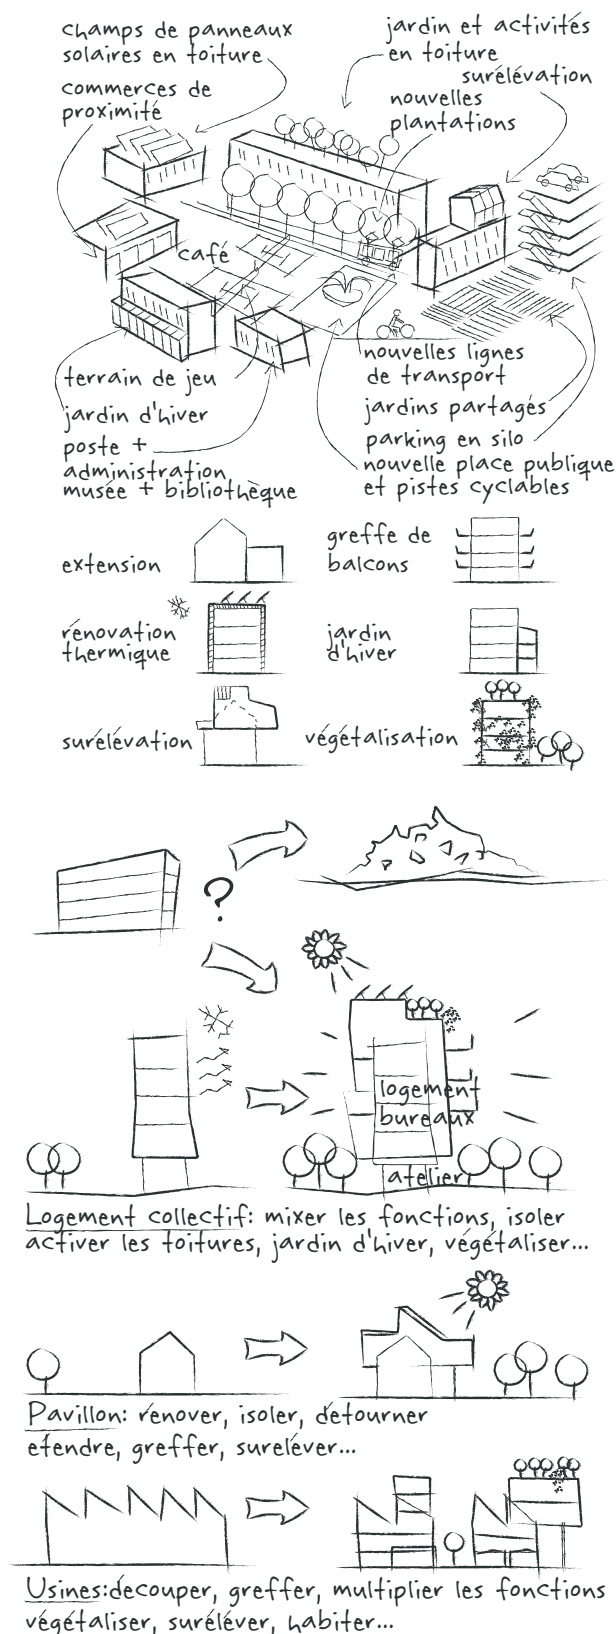 champs de panneaux
solaires en toiture
jardin et activités
en toiture
surélévation
commerces de
proximité
nouvelles
plantations
café
nouvelles lignes
de transport
terrain de jeu
jardins partagés
jardin d'hiver
parking en silo
poste +
administration
musée + bibliothèque
nouvelle place publique
et pistes cyclables
extension
greffe de
balcons
rénovation
thermique
jardin
d'hiver
surélévation
végétalisation
?
logement
bureaux
atelier
Logement collectif: mixer les fonctions, isoler
activer les toitures, jardin d'hiver, végétaliser...
Pavillon: rénover, isoler, détourner
étendre, greffer, suréléver...
Usines:découper, greffer, multiplier les fonctions
végétaliser, suréléver, habiter...